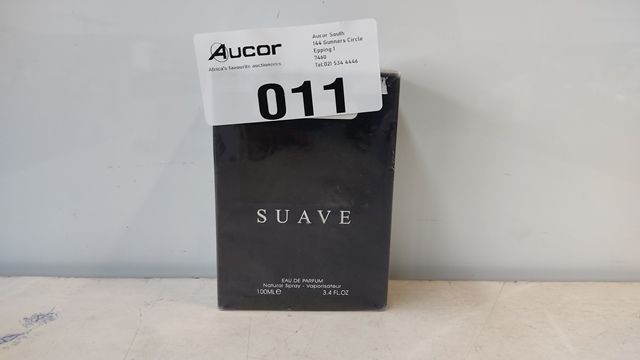 Aucor
Africa's favourite auctioneers
Aucor South
144 Gunners Circle
Epping 1
7460
Tel:021 534 4446
011
SUAVE
EAU DE PARFUM
Natural Spray - Vaporisateur
100ML℮ 3.4 FL.OZ